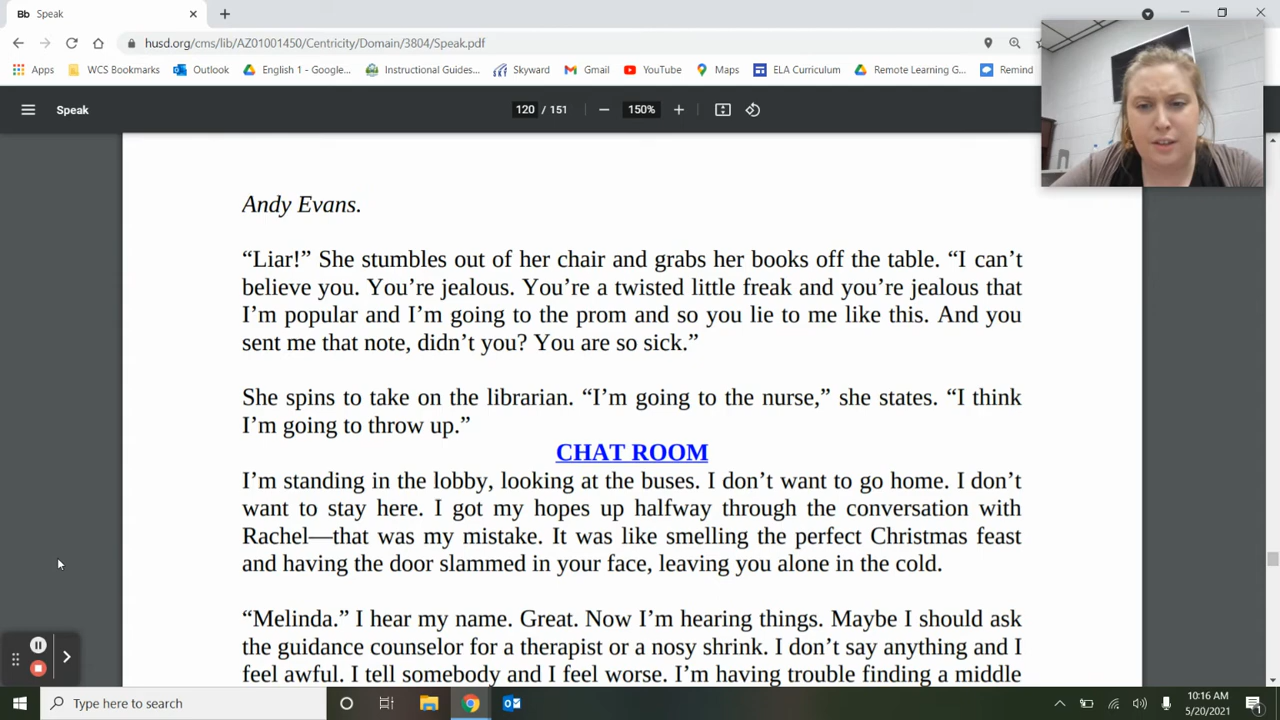 Bb Speak
husd.org/cms/lib/AZ01001450/Centricity/Domain/3804/Speak.pdf
Apps WCS Bookmarks Outlook English 1 - Google... Instructional Guides... Skyward Gmail YouTube Maps ELA Curriculum Remote Learning G... Remind
Speak 120 / 151 150%
Andy Evans.
“Liar!” She stumbles out of her chair and grabs her books off the table. “I can’t
believe you. You’re jealous. You’re a twisted little freak and you’re jealous that
I’m popular and I’m going to the prom and so you lie to me like this. And you
sent me that note, didn’t you? You are so sick.”
She spins to take on the librarian. “I’m going to the nurse,” she states. “I think
I’m going to throw up.”
CHAT ROOM
I’m standing in the lobby, looking at the buses. I don’t want to go home. I don’t
want to stay here. I got my hopes up halfway through the conversation with
Rachel—that was my mistake. It was like smelling the perfect Christmas feast
and having the door slammed in your face, leaving you alone in the cold.
“Melinda.” I hear my name. Great. Now I’m hearing things. Maybe I should ask
the guidance counselor for a therapist or a nosy shrink. I don’t say anything and I
feel awful. I tell somebody and I feel worse. I’m having trouble finding a middle
Type here to search
10:16 AM
5/20/2021